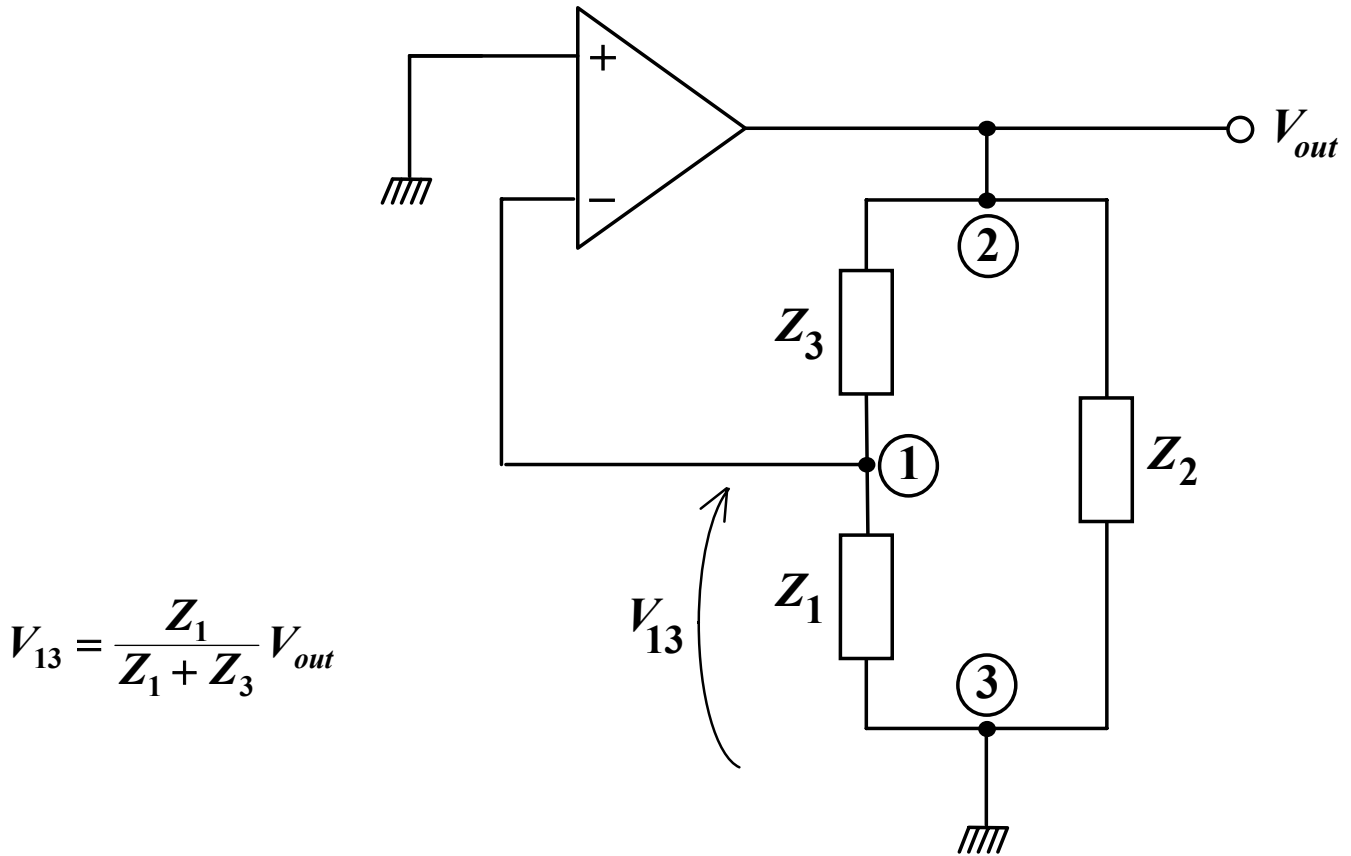 +
V_out
−
2
Z_3
1
Z_2
Z_1
V_13
V_13 = Z_1 / (Z_1 + Z_3) V_out
3